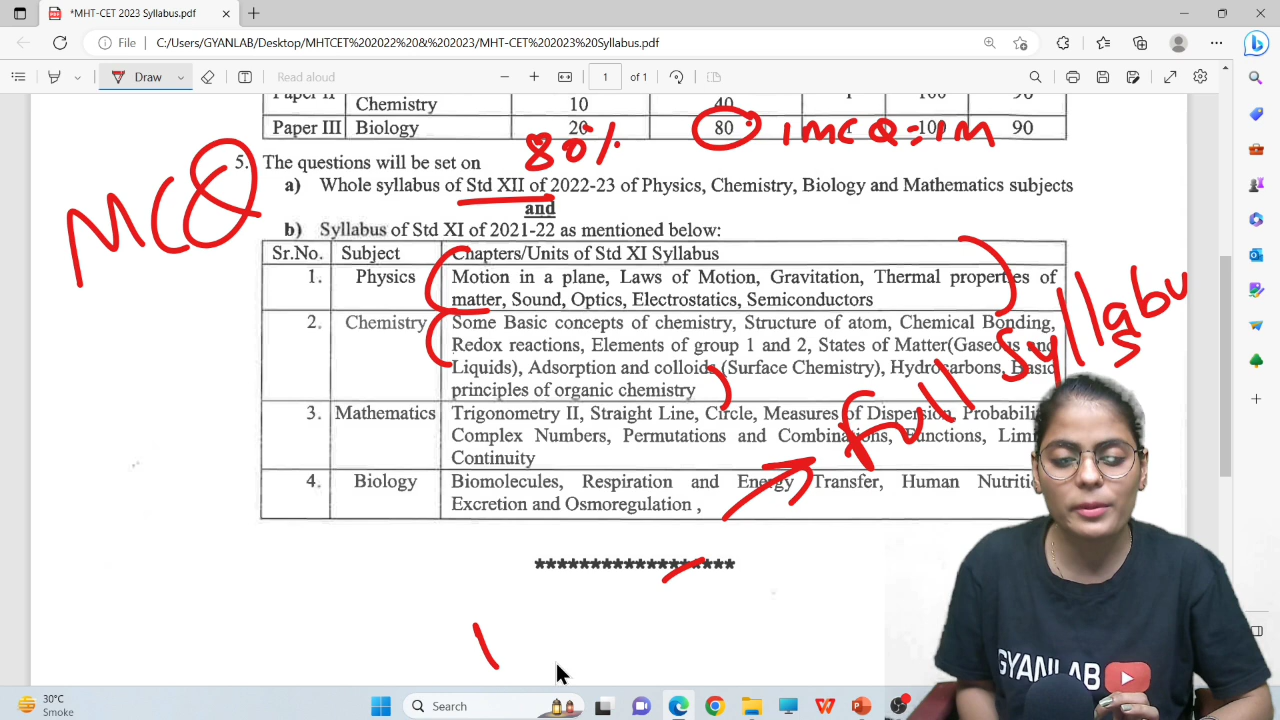 *MHT-CET 2023 Syllabus.pdf
File C:/Users/GYANLAB/Desktop/MHTCET%202022%20&%202023/MHT-CET%202023%20Syllabus.pdf
Draw
Read aloud
1 of 1
Paper II Chemistry 10 40 1 100 90
Paper III Biology 20 80 1 100 90
80%
1 MCQ = 1M
MCQ
5. The questions will be set on
a) Whole syllabus of Std XII of 2022-23 of Physics, Chemistry, Biology and Mathematics subjects
and
b) Syllabus of Std XI of 2021-22 as mentioned below:
Sr.No. Subject Chapters/Units of Std XI Syllabus
1. Physics Motion in a plane, Laws of Motion, Gravitation, Thermal properties of
matter, Sound, Optics, Electrostatics, Semiconductors
2. Chemistry Some Basic concepts of chemistry, Structure of atom, Chemical Bonding,
Redox reactions, Elements of group 1 and 2, States of Matter(Gaseous and
Liquids), Adsorption and colloids (Surface Chemistry), Hydrocarbons, Basic
principles of organic chemistry
3. Mathematics Trigonometry II, Straight Line, Circle, Measures of Dispersion,
Complex Numbers, Permutations and Combinations, Functions,
Continuity
4. Biology Biomolecules, Respiration and Energy Transfer, Human
Excretion and Osmoregulation ,
full Syllabus
******************
GYANLAB
30°C
Smoke
Search